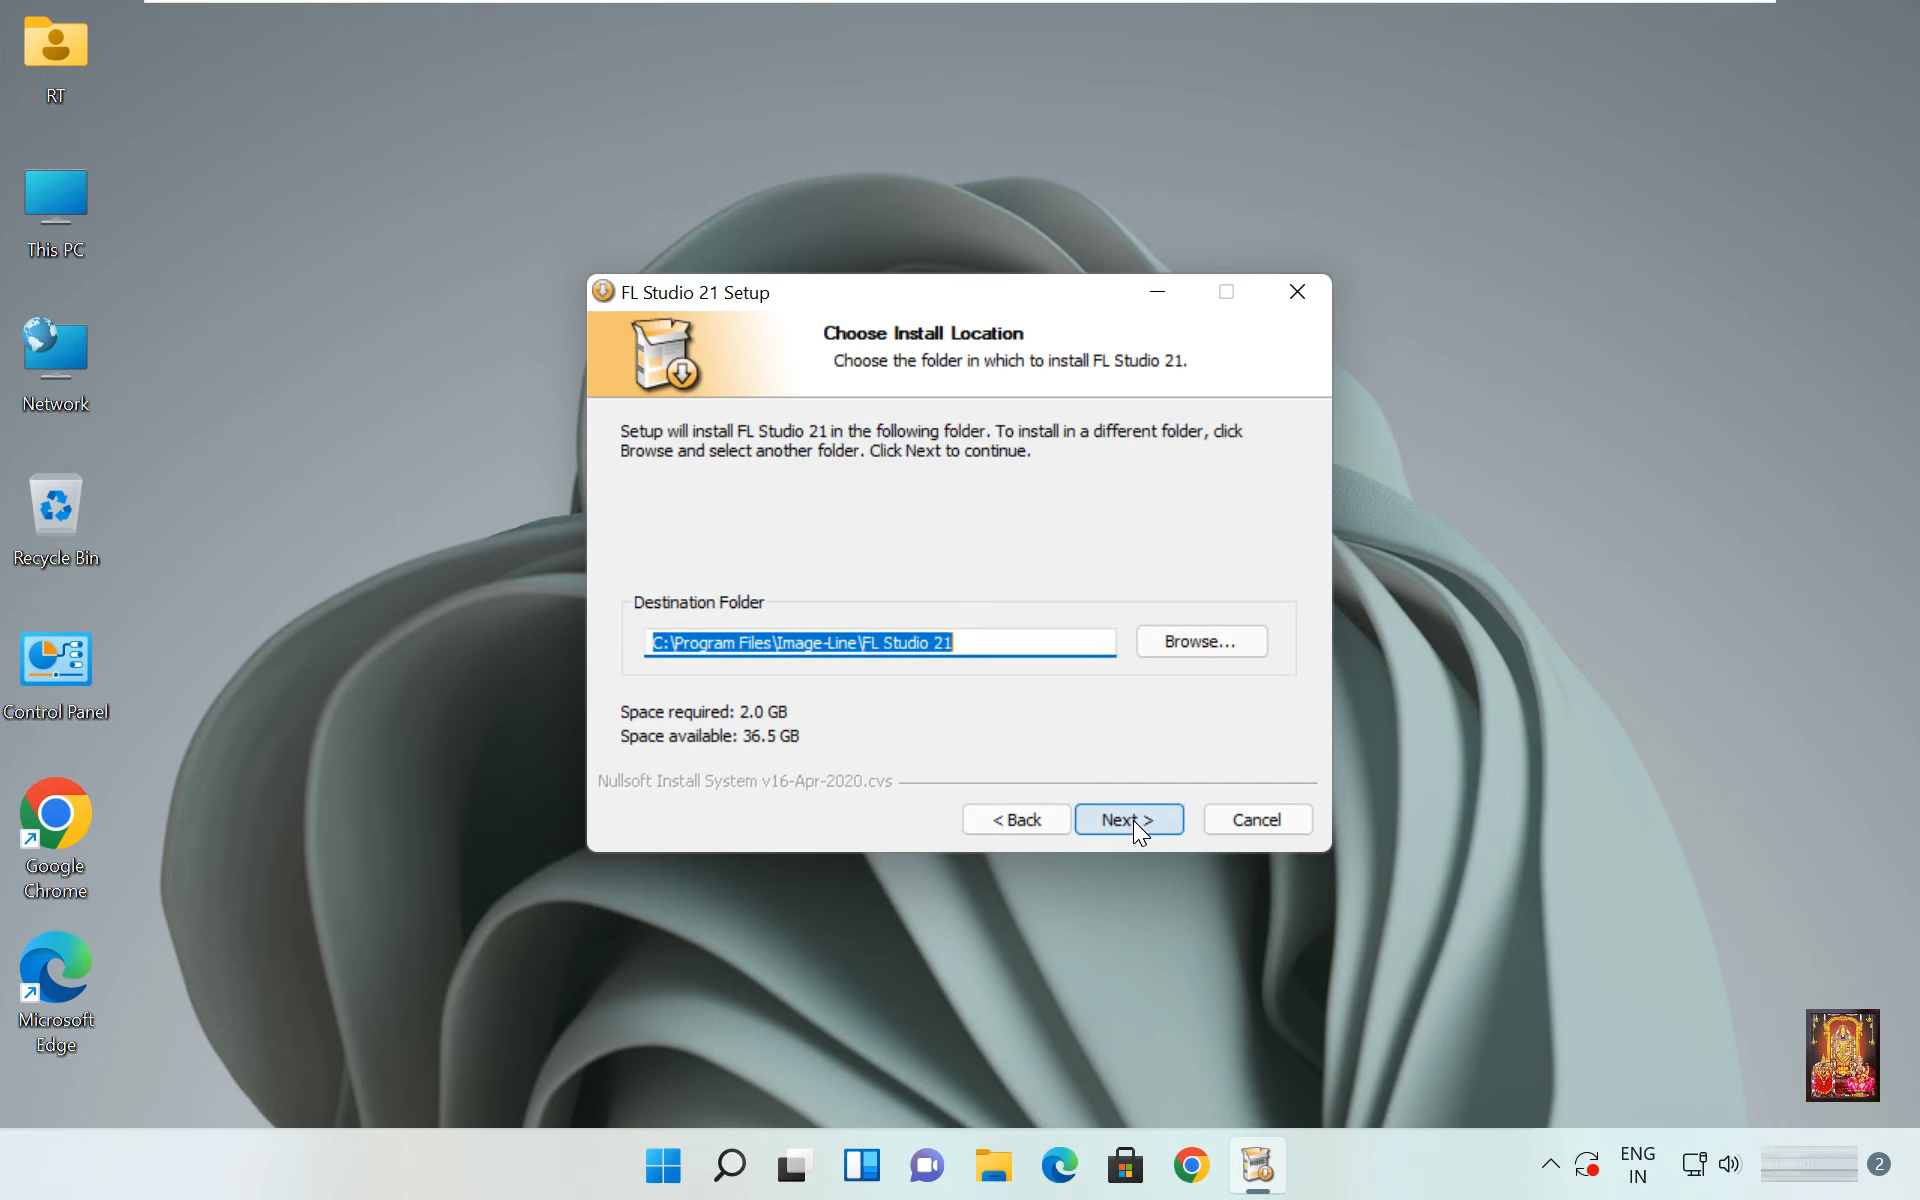 RT
This PC
Network
Recycle Bin
Control Panel
Google
Chrome
Microsoft
Edge
FL Studio 21 Setup
Choose Install Location
Choose the folder in which to install FL Studio 21.
Setup will install FL Studio 21 in the following folder. To install in a different folder, click
Browse and select another folder. Click Next to continue.
Destination Folder
C:\Program Files\Image-Line\FL Studio 21
Browse...
Space required: 2.0 GB
Space available: 36.5 GB
Nullsoft Install System v16-Apr-2020.cvs
< Back
Next >
Cancel
ENG
IN
2